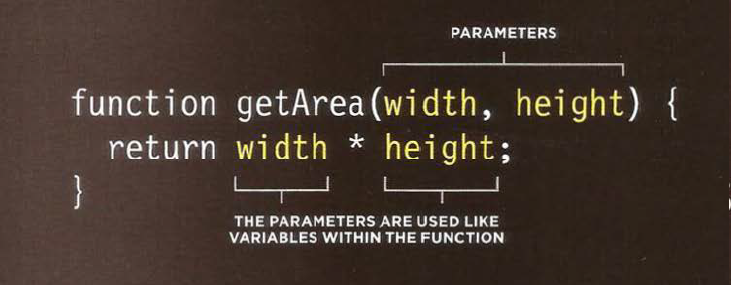 PARAMETERS
function getArea(width, height) {
return width * height;
}
THE PARAMETERS ARE USED LIKE
VARIABLES WITHIN THE FUNCTION